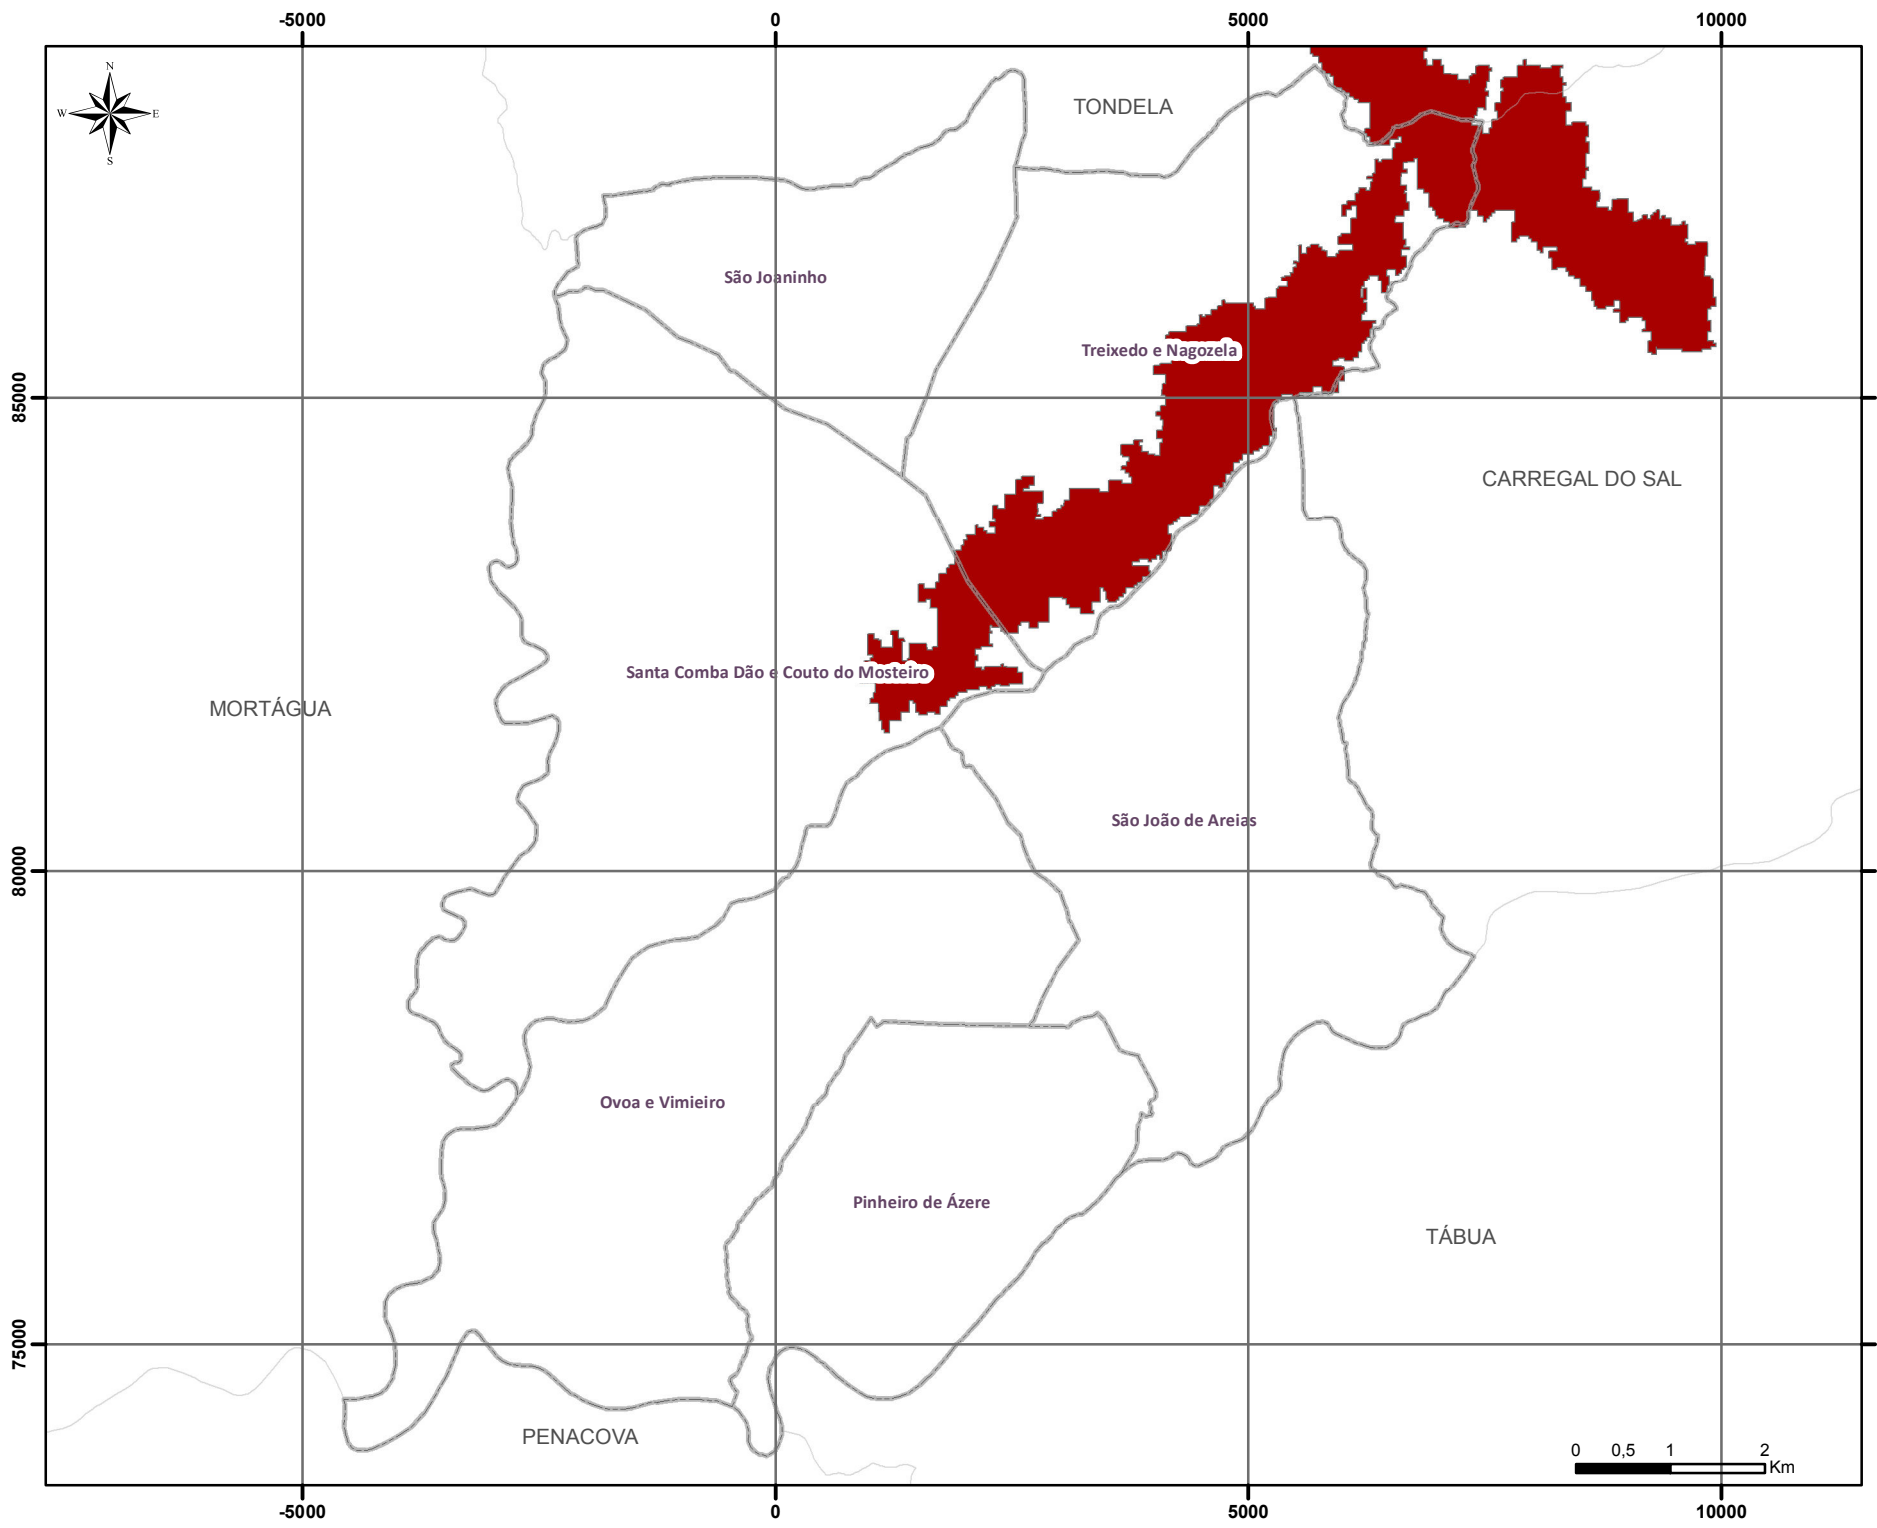 -5000 0 5000 10000
N
W E
S
TONDELA
São Joaninho
Treixedo e Nagozela
85000
CARREGAL DO SAL
Santa Comba Dão e Couto do Mosteiro
MORTÁGUA
São João de Areias
80000
Ovoa e Vimieiro
Pinheiro de Ázere
TÁBUA
75000
PENACOVA
0 0,5 1 2
Km
-5000 0 5000 10000